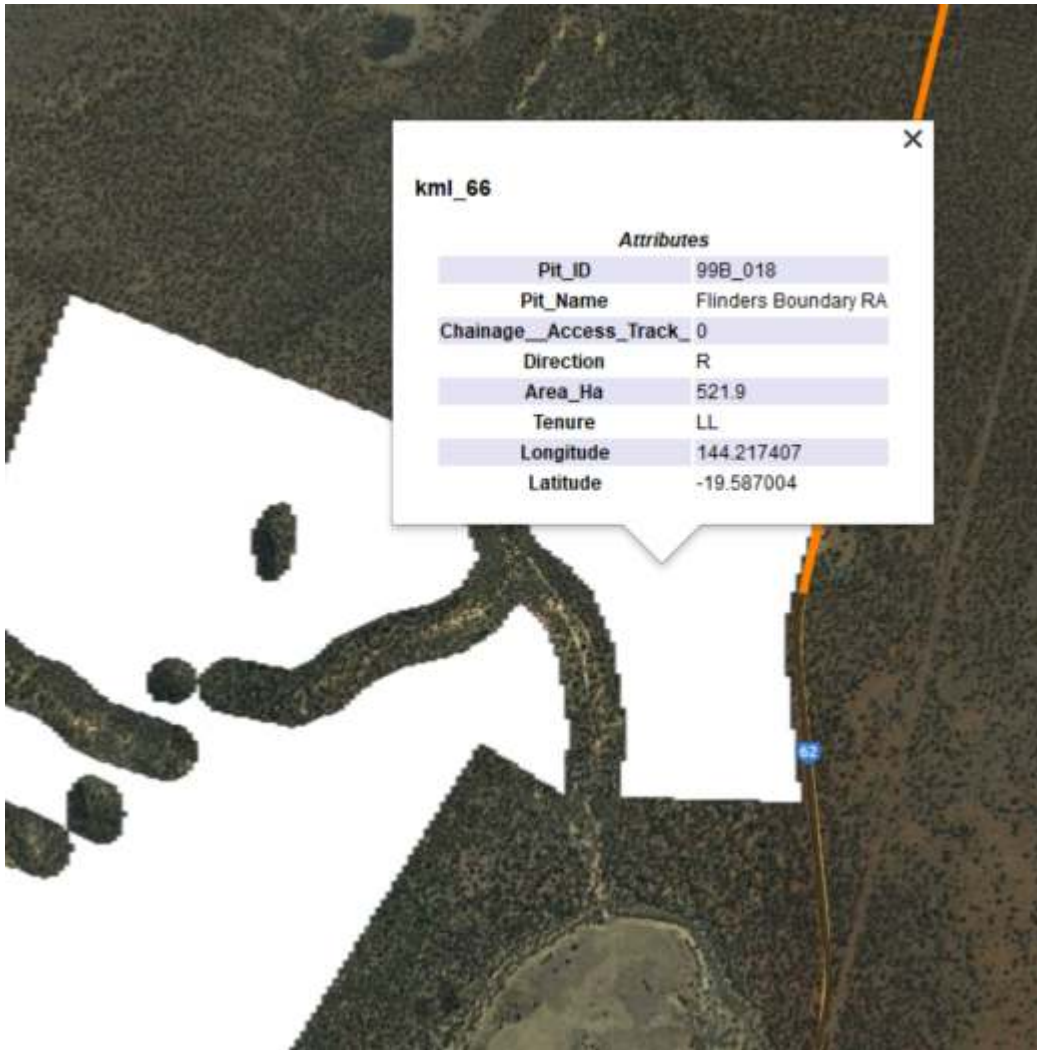 ×
kml_66
Attributes
Pit_ID 99B_018
Pit_Name Flinders Boundary RA
Chainage__Access_Track_ 0
Direction R
Area_Ha 521.9
Tenure LL
Longitude 144.217407
Latitude -19.587004
62